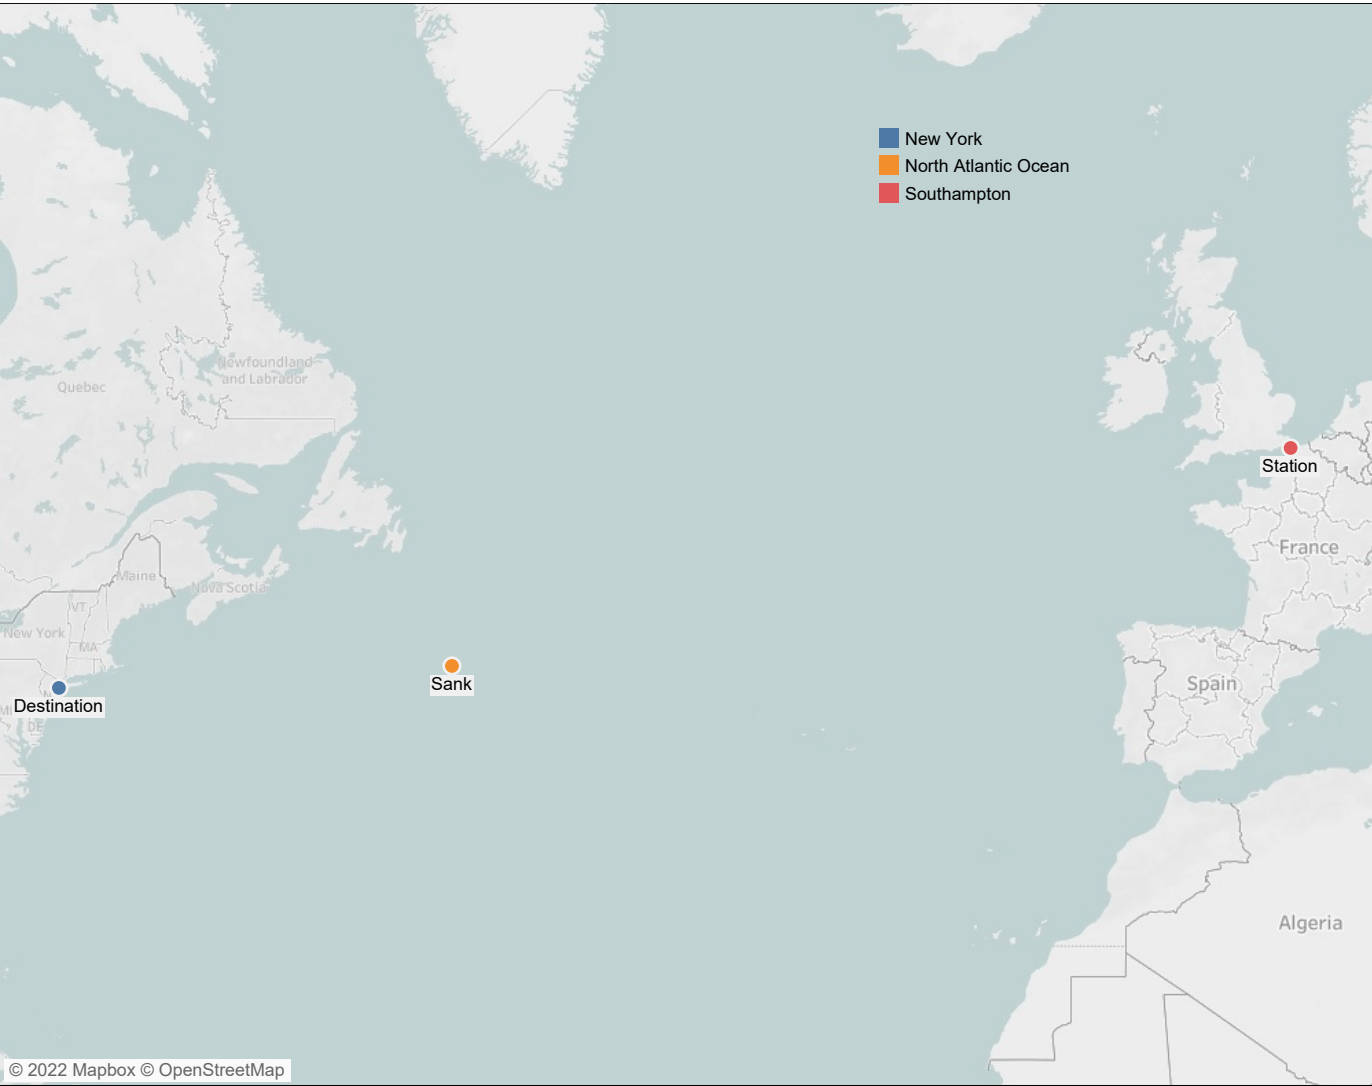 New York
North Atlantic Ocean
Southampton
Newfoundland
and Labrador
Quebec
Station
France
Maine
Nova Scotia
VT
New York
MA
Spain
Sank
Destination
DE
Algeria
© 2022 Mapbox © OpenStreetMap